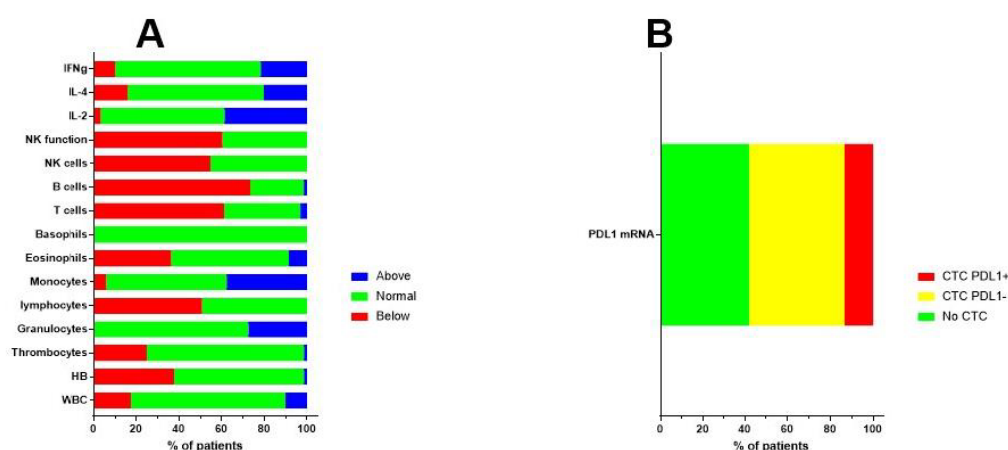 A
IFNg
IL-4
IL-2
NK function
NK cells
B cells
T cells
Basophils
Eosinophils
Monocytes
lymphocytes
Granulocytes
Thrombocytes
HB
WBC
0 20 40 60 80 100
% of patients
Above
Normal
Below
B
PDL1 mRNA
0 20 40 60 80 100
% of patients
CTC PDL1+
CTC PDL1-
No CTC